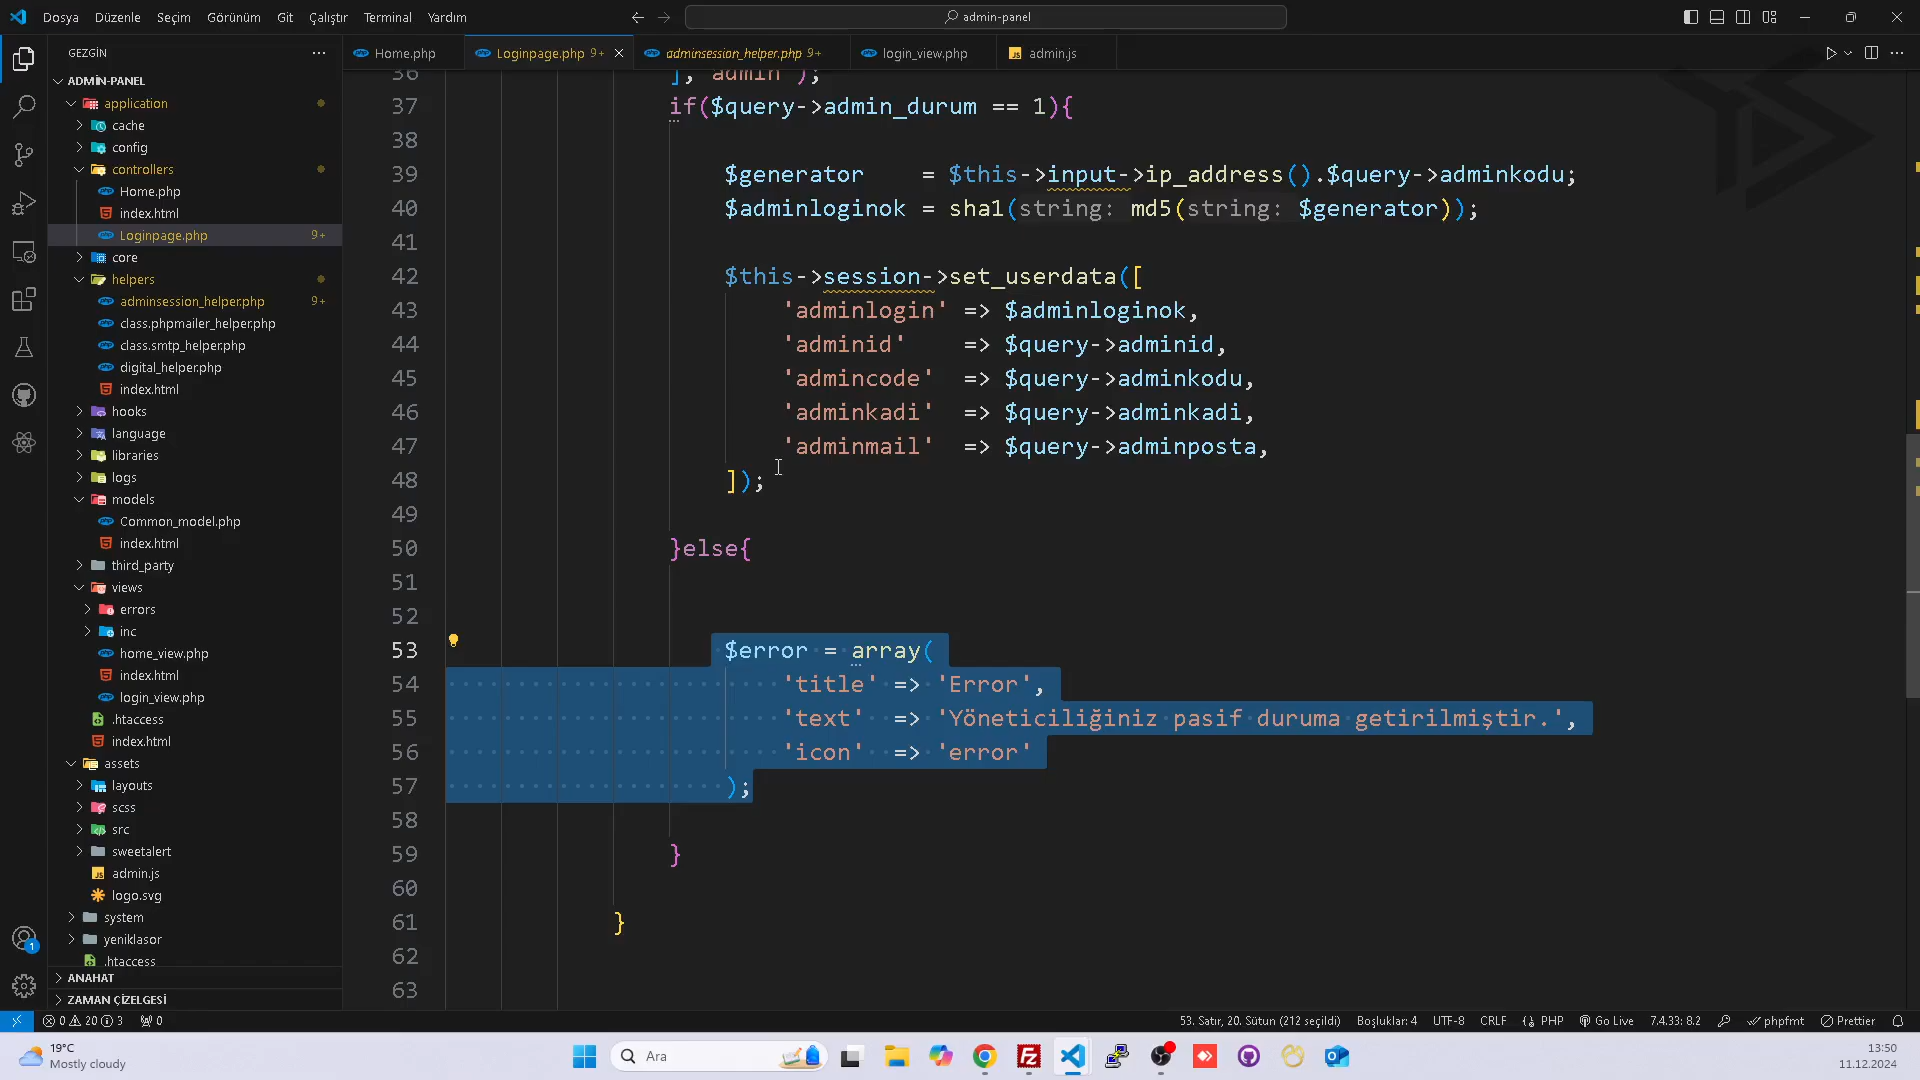 Dosya Düzenle Seçim Görünüm Git Çalıştır Terminal Yardım
admin-panel
GEZGİN
Home.php
Loginpage.php 9+
adminsession_helper.php 9+
login_view.php
admin.js
ADMİN-PANEL
application
cache
config
controllers
Home.php
index.html
Loginpage.php 9+
core
helpers
adminsession_helper.php 9+
class.phpmailer_helper.php
class.smtp_helper.php
digital_helper.php
index.html
hooks
language
libraries
logs
models
Common_model.php
index.html
third_party
views
errors
inc
home_view.php
index.html
login_view.php
.htaccess
index.html
assets
layouts
scss
src
sweetalert
admin.js
logo.svg
system
yeniklasor
.htaccess
ANAHAT
ZAMAN ÇİZELGESİ
36 ], 'admin');
37 if($query->admin_durum == 1){
38
39 $generator = $this->input->ip_address().$query->adminkodu;
40 $adminloginok = sha1(string: md5(string: $generator));
41
42 $this->session->set_userdata([
43 'adminlogin' => $adminloginok,
44 'adminid' => $query->adminid,
45 'admincode' => $query->adminkodu,
46 'adminkadi' => $query->adminkadi,
47 'adminmail' => $query->adminposta,
48 ]);
49
50 }else{
51
52
53 $error = array(
54 'title' => 'Error',
55 'text' => 'Yöneticiliğiniz pasif duruma getirilmiştir.',
56 'icon' => 'error'
57 );
58
59 }
60
61 }
62
63
1
0 20 3 0
53. Satır, 20. Sütun (212 seçildi) Boşluklar: 4 UTF-8 CRLF {} PHP Go Live 7.4.33: 8.2 phpfmt Prettier
19°C
Mostly cloudy
Ara
13:50
11.12.2024